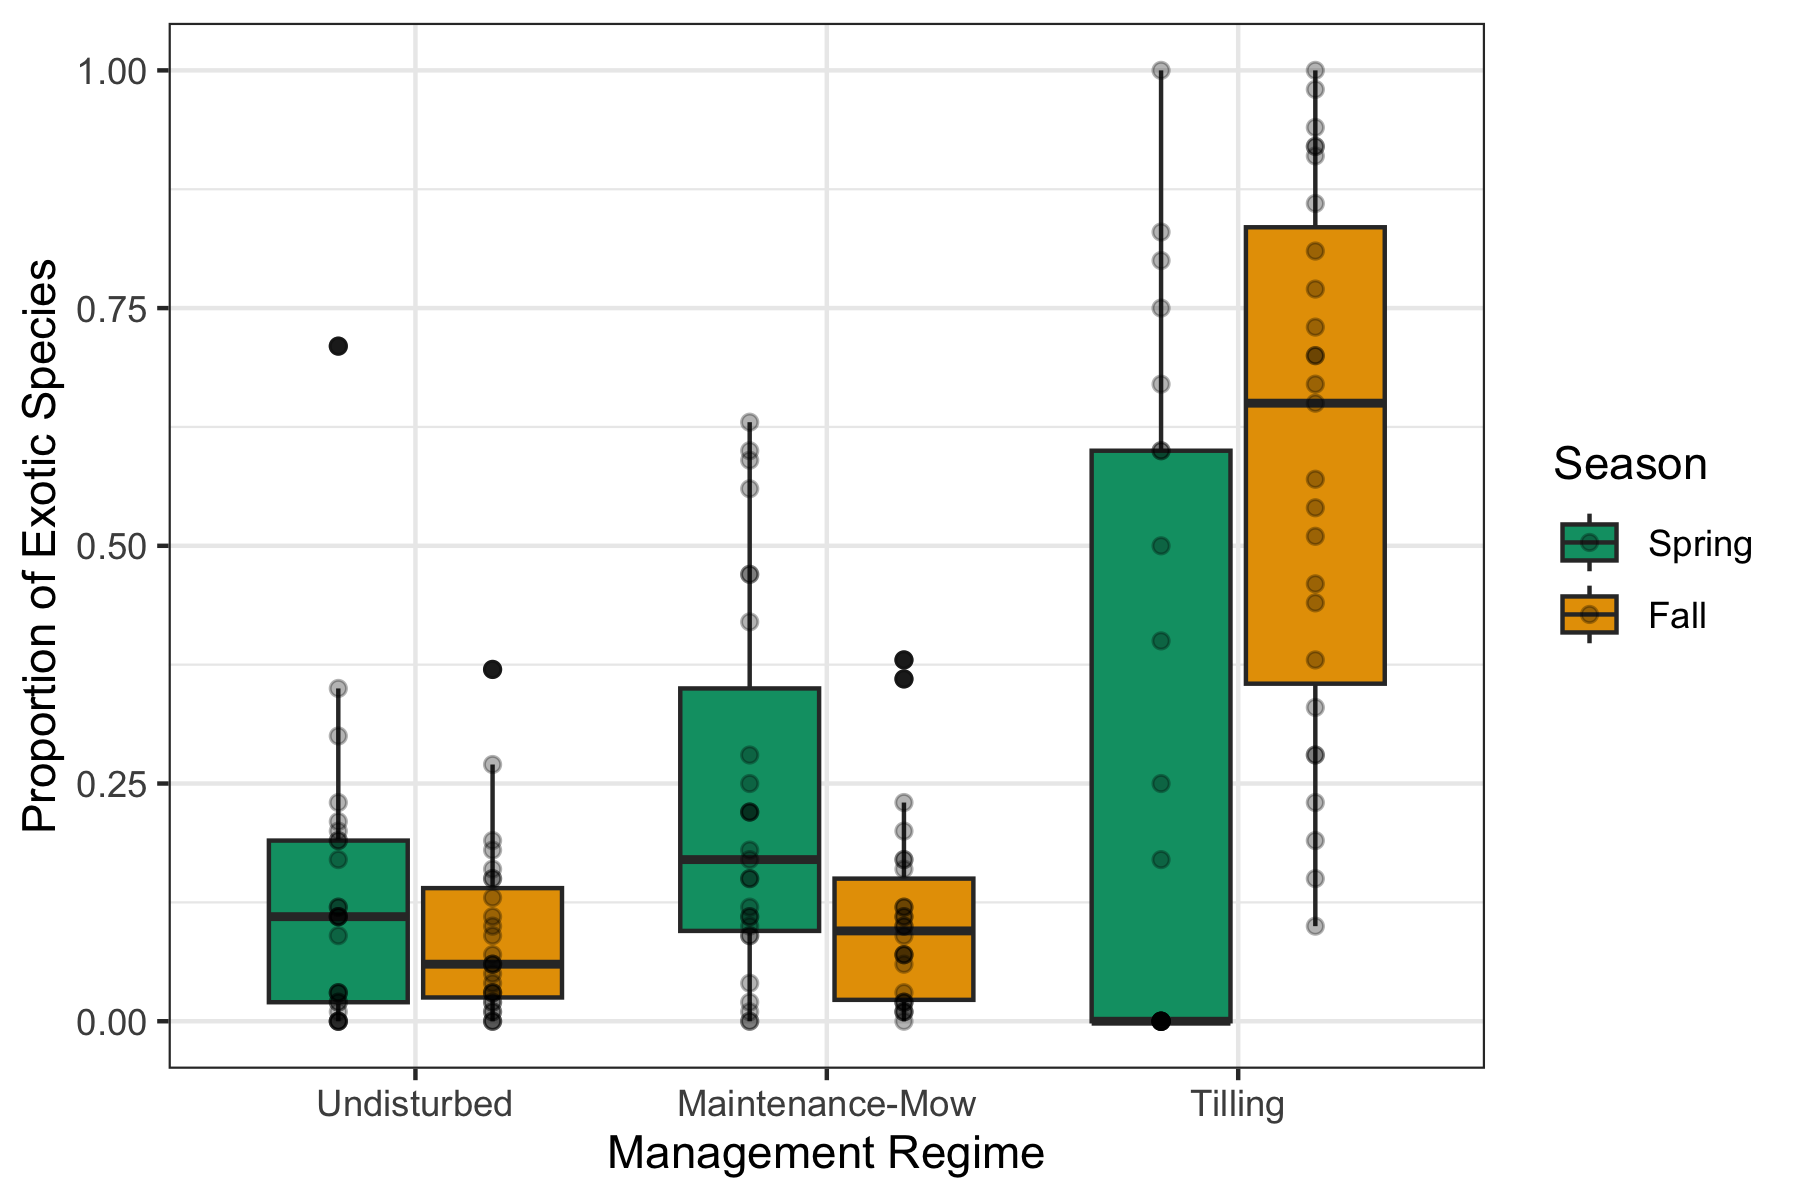 Proportion of Exotic Species
1.00
0.75
0.50
0.25
0.00
Undisturbed
Maintenance-Mow
Tilling
Management Regime
Season
Spring
Fall